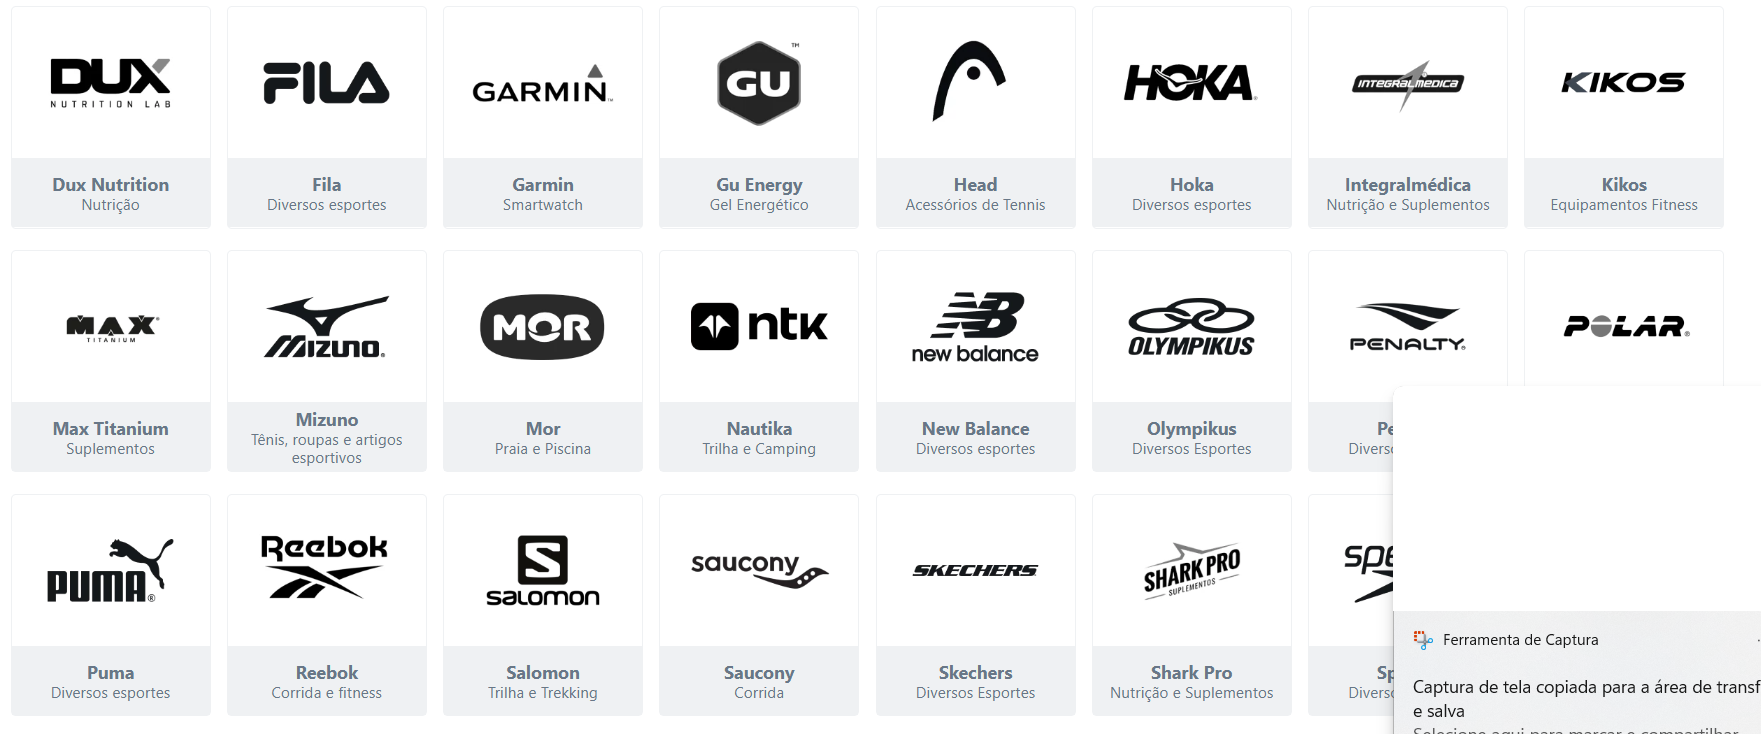 DUX
NUTRITION LAB
FILA
GARMIN
GU
HOKA
INTEGRALMEDICA
KIKOS
Dux Nutrition
Nutrição
Fila
Diversos esportes
Garmin
Smartwatch
Gu Energy
Gel Energético
Head
Acessórios de Tennis
Hoka
Diversos esportes
Integralmédica
Nutrição e Suplementos
Kikos
Equipamentos Fitness
MAX
TITANIUM
MIZUNO
MOR
ntk
new balance
OLYMPIKUS
PENALTY
POLAR
Max Titanium
Suplementos
Mizuno
Tênis, roupas e artigos
esportivos
Mor
Praia e Piscina
Nautika
Trilha e Camping
New Balance
Diversos esportes
Olympikus
Diversos Esportes
PUMA
Reebok
SALOMON
saucony
SKECHERS
SHARK PRO
SUPLEMENTOS
Puma
Diversos esportes
Reebok
Corrida e fitness
Salomon
Trilha e Trekking
Saucony
Corrida
Skechers
Diversos Esportes
Shark Pro
Nutrição e Suplementos
Ferramenta de Captura
Captura de tela copiada para a área de transf
e salva
Selecione aqui para marcar e compartilhar